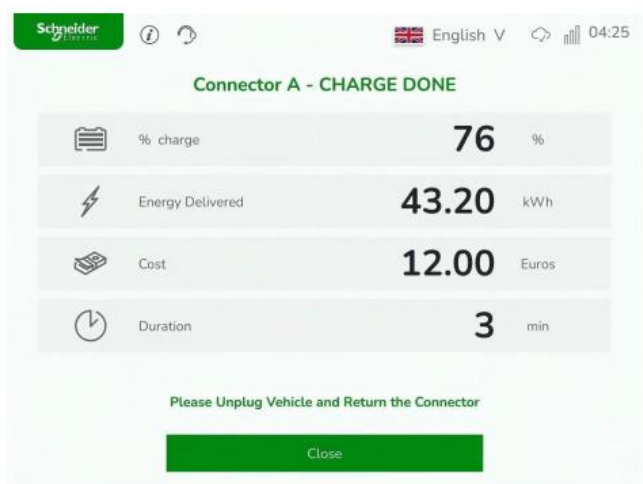 Schneider
Electric
English V
04:25
Connector A - CHARGE DONE
% charge 76 %
Energy Delivered 43.20 kWh
Cost 12.00 Euros
Duration 3 min
Please Unplug Vehicle and Return the Connector
Close